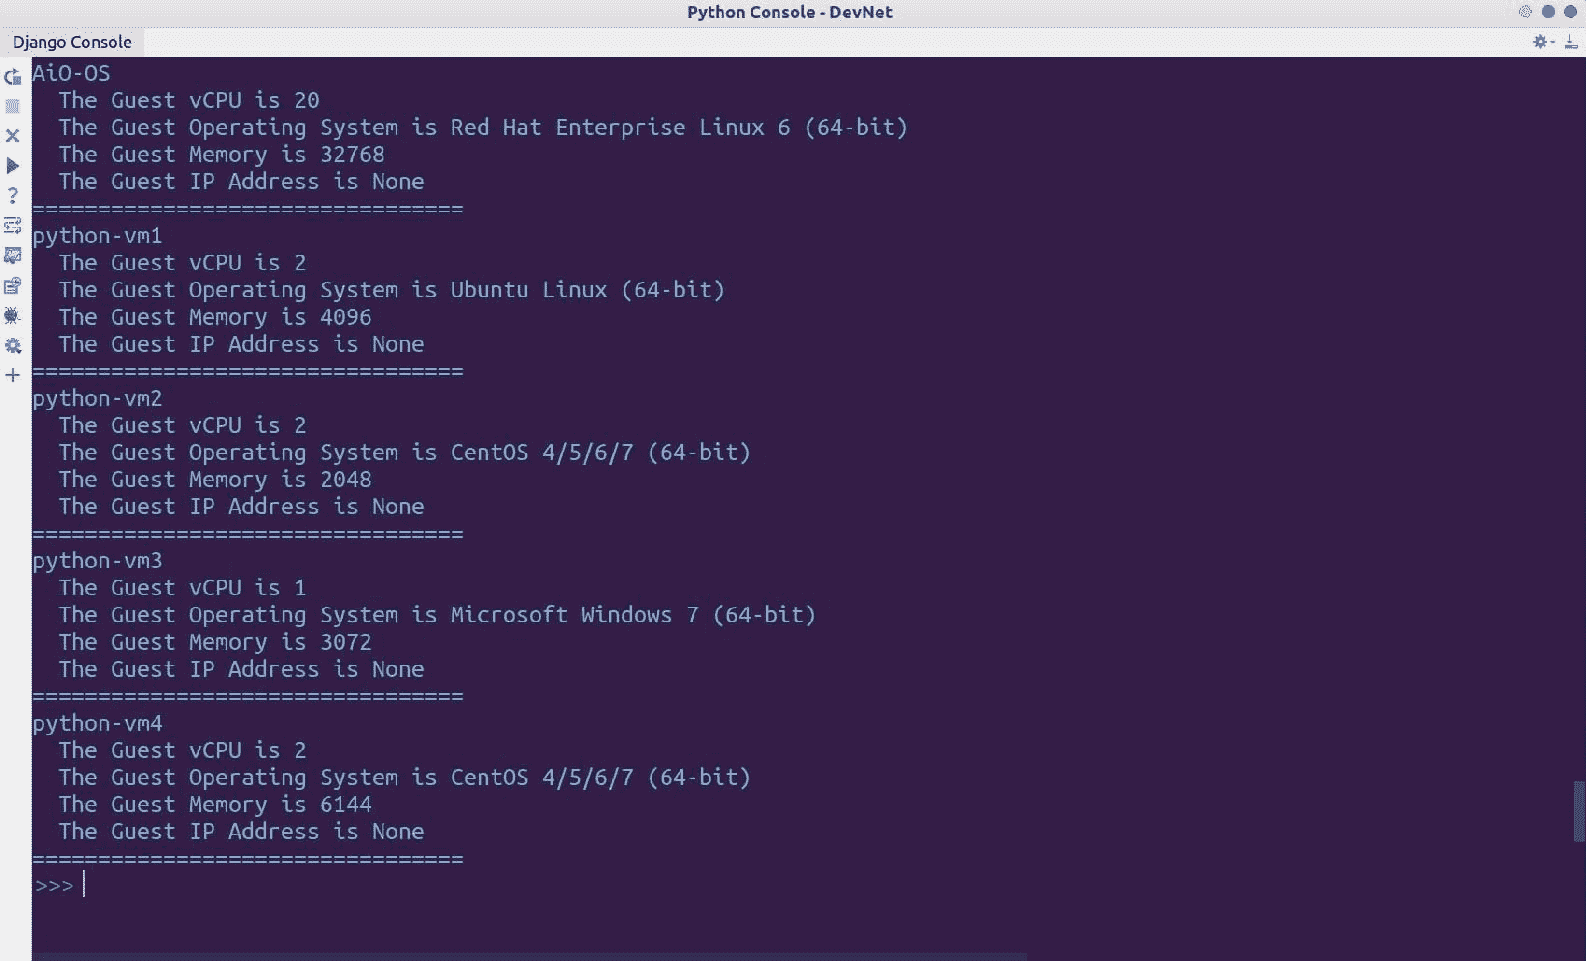 Python Console - DevNet
Django Console
AiO-OS
The Guest vCPU is 20
The Guest Operating System is Red Hat Enterprise Linux 6 (64-bit)
The Guest Memory is 32768
The Guest IP Address is None
=================================
python-vm1
The Guest vCPU is 2
The Guest Operating System is Ubuntu Linux (64-bit)
The Guest Memory is 4096
The Guest IP Address is None
=================================
python-vm2
The Guest vCPU is 2
The Guest Operating System is CentOS 4/5/6/7 (64-bit)
The Guest Memory is 2048
The Guest IP Address is None
=================================
python-vm3
The Guest vCPU is 1
The Guest Operating System is Microsoft Windows 7 (64-bit)
The Guest Memory is 3072
The Guest IP Address is None
=================================
python-vm4
The Guest vCPU is 2
The Guest Operating System is CentOS 4/5/6/7 (64-bit)
The Guest Memory is 6144
The Guest IP Address is None
=================================
>>>